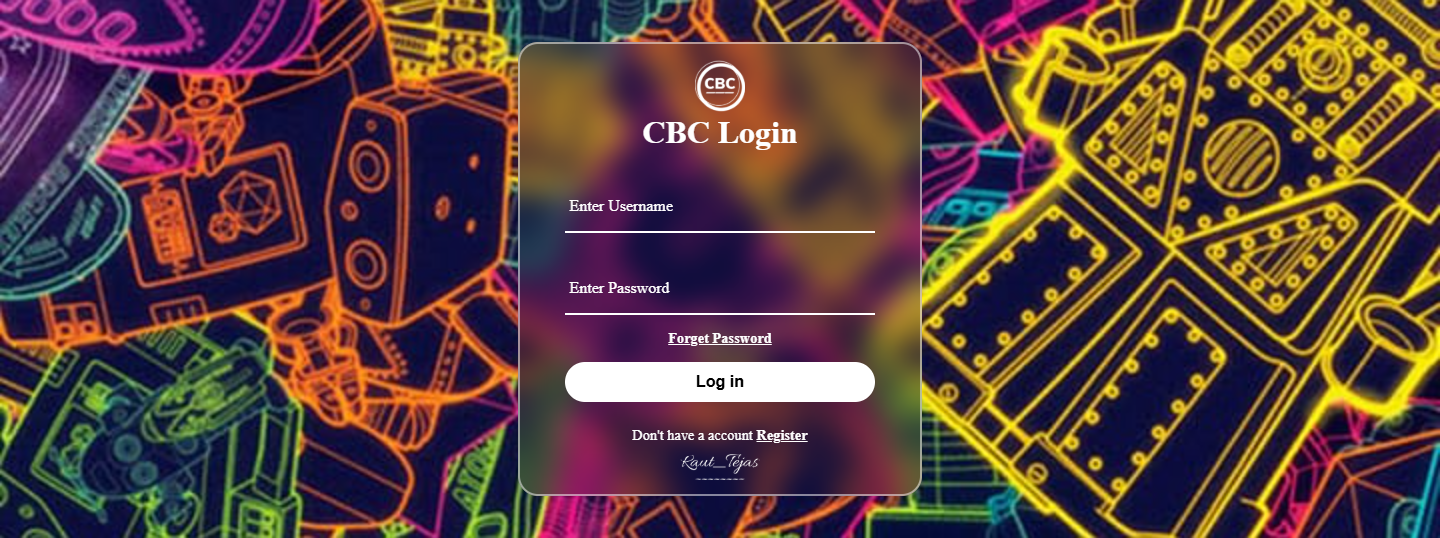 CBC
CBC Login
Enter Username
Enter Password
Forget Password
Log in
Don't have a account Register
Raut_Tejas